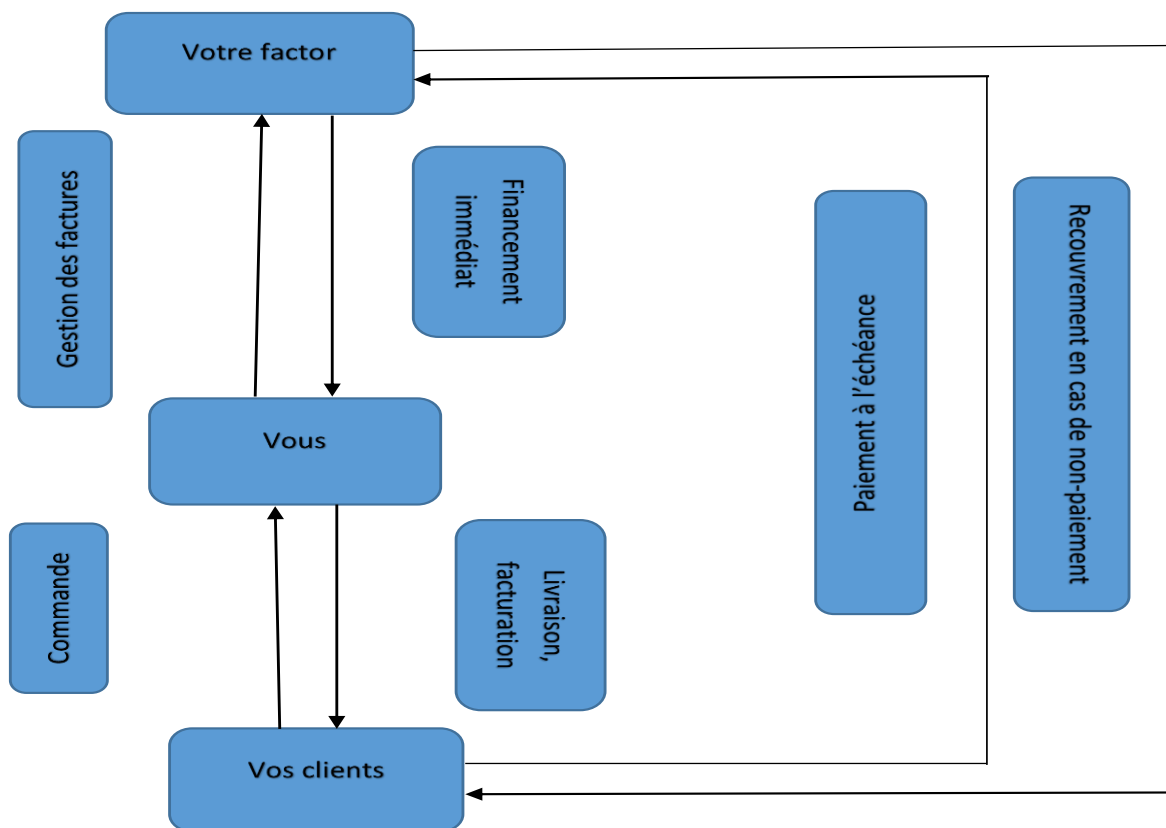 Votre factor
Gestion des factures
Financement
immédiat
Paiement à l'échéance
Recouvrement en cas de non-paiement
Vous
Commande
Livraison,
facturation
Vos clients